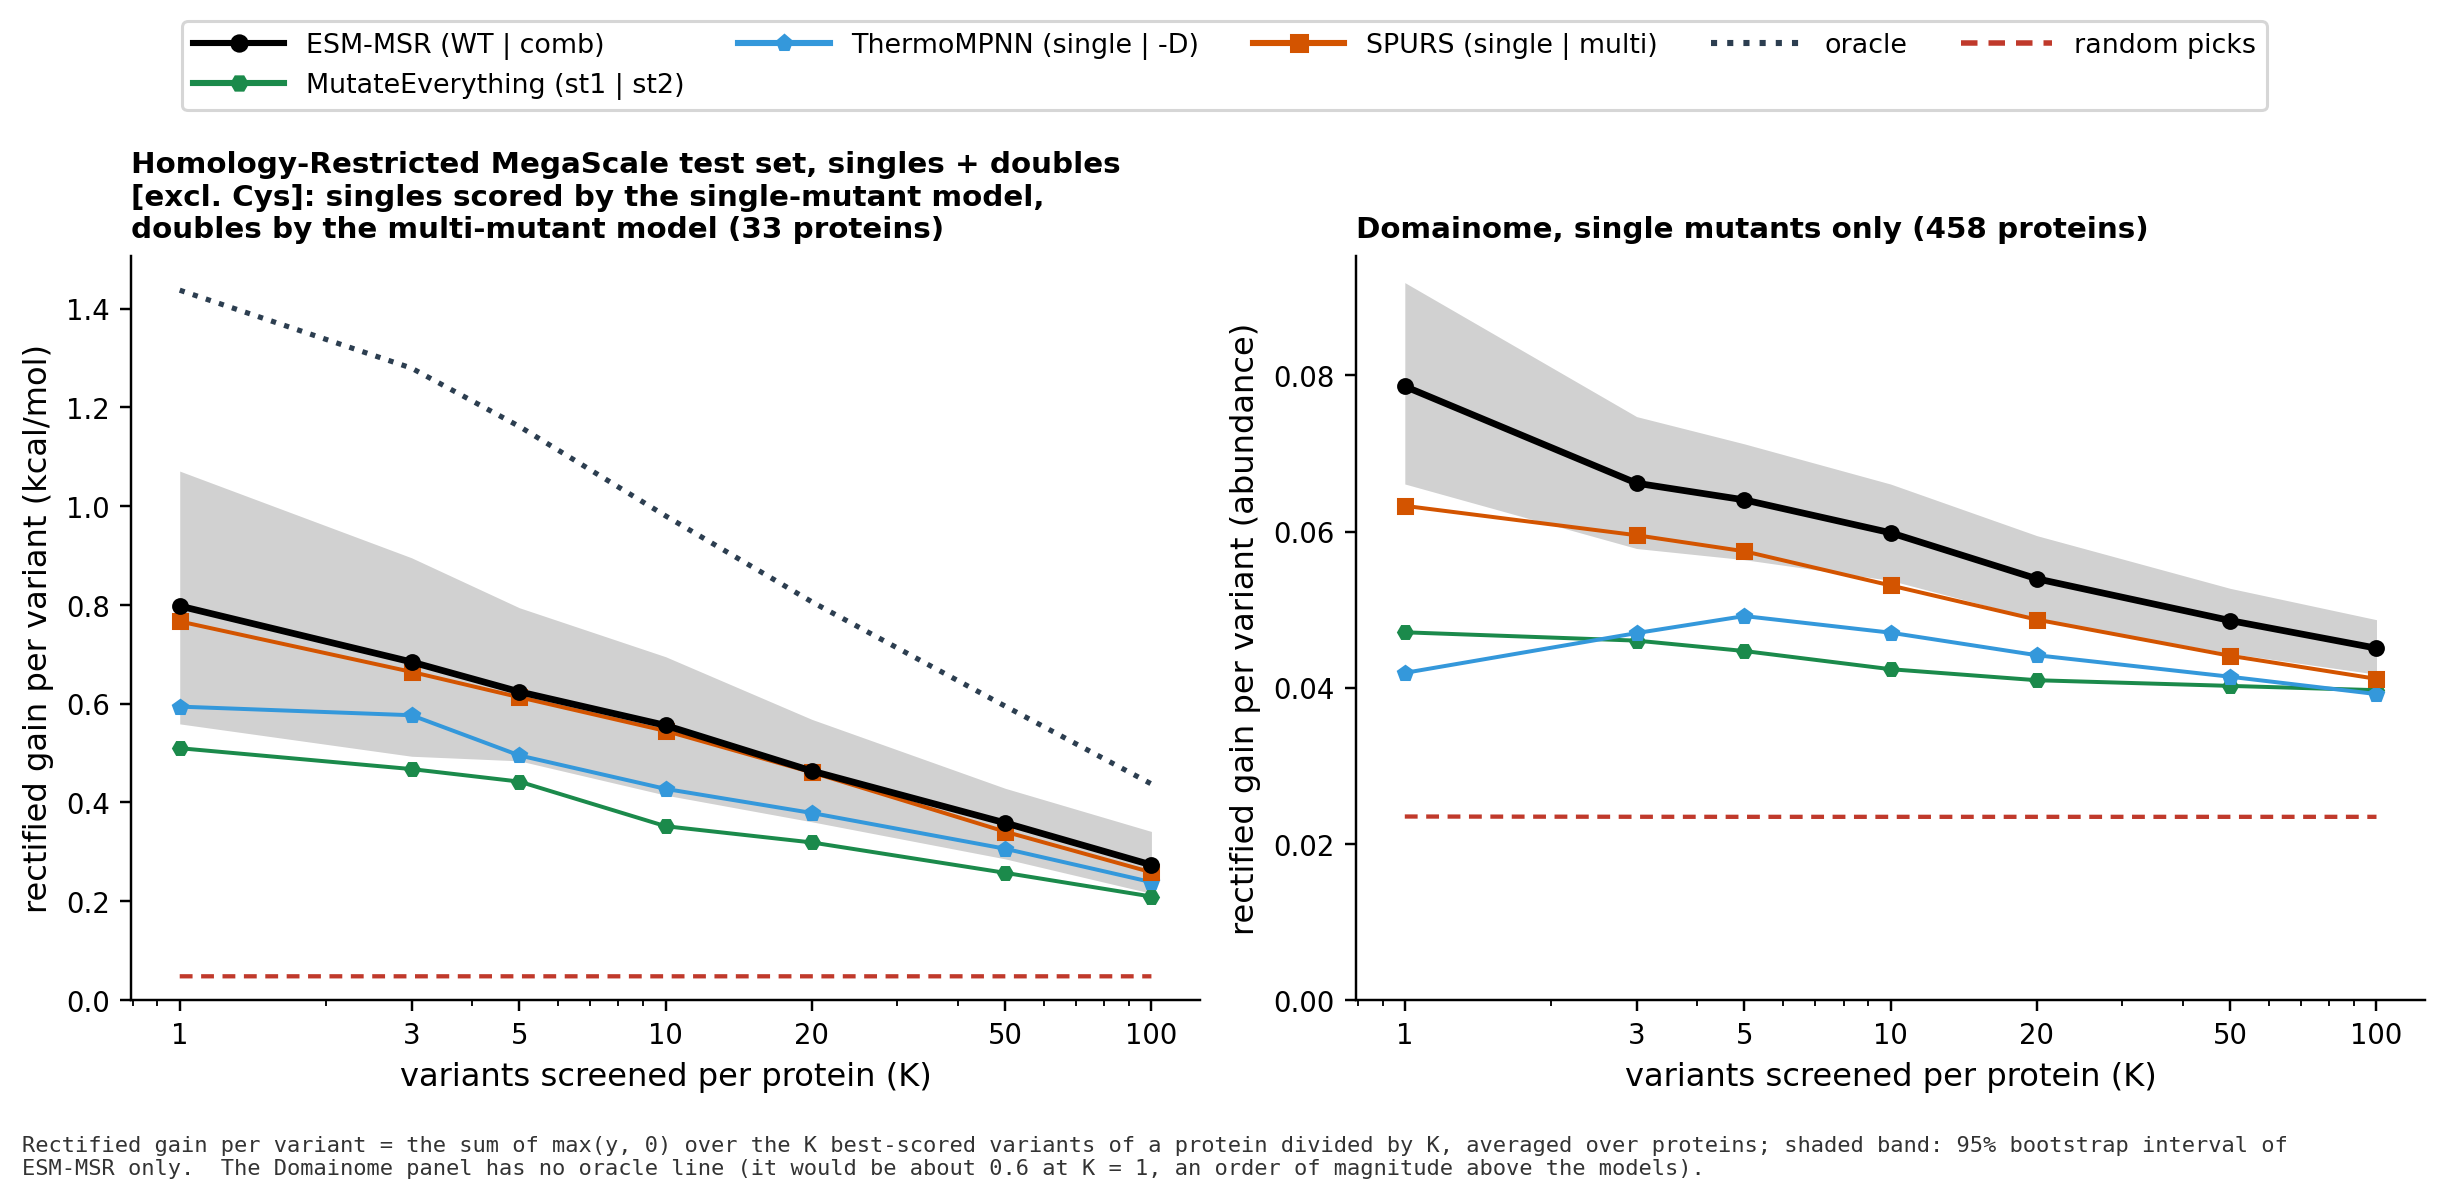 ESM-MSR (WT | comb)
MutateEverything (st1 | st2)
ThermoMPNN (single | -D)
SPURS (single | multi)
oracle
random picks
Homology-Restricted MegaScale test set, singles + doubles
[excl. Cys]: singles scored by the single-mutant model,
doubles by the multi-mutant model (33 proteins)
rectified gain per variant (kcal/mol)
1.4
1.2
1.0
0.8
0.6
0.4
0.2
0.0
1 3 5 10 20 50 100
variants screened per protein (K)
Domainome, single mutants only (458 proteins)
rectified gain per variant (abundance)
0.08
0.06
0.04
0.02
0.00
1 3 5 10 20 50 100
variants screened per protein (K)
Rectified gain per variant = the sum of max(y, 0) over the K best-scored variants of a protein divided by K, averaged over proteins; shaded band: 95% bootstrap interval of
ESM-MSR only.  The Domainome panel has no oracle line (it would be about 0.6 at K = 1, an order of magnitude above the models).